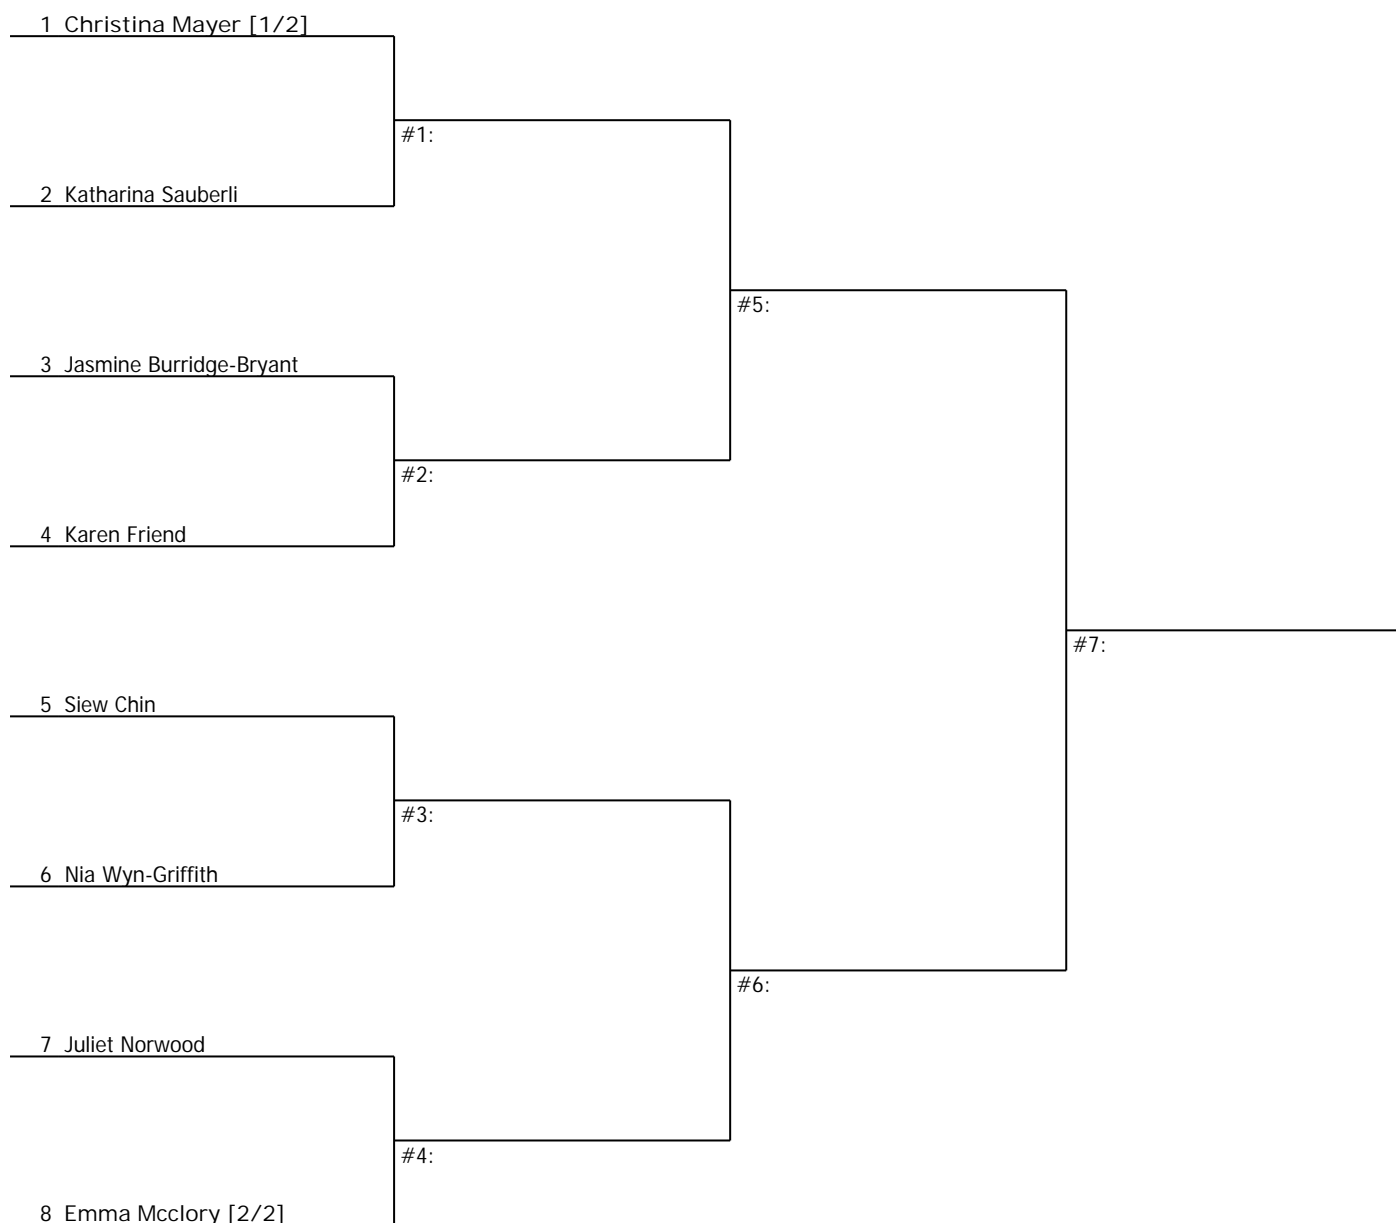 1 Christina Mayer [1/2]
#1:
2 Katharina Sauberli
#5:
3 Jasmine Burridge-Bryant
#2:
4 Karen Friend
#7:
5 Siew Chin
#3:
6 Nia Wyn-Griffith
#6:
7 Juliet Norwood
#4:
8 Emma Mcclory [2/2]